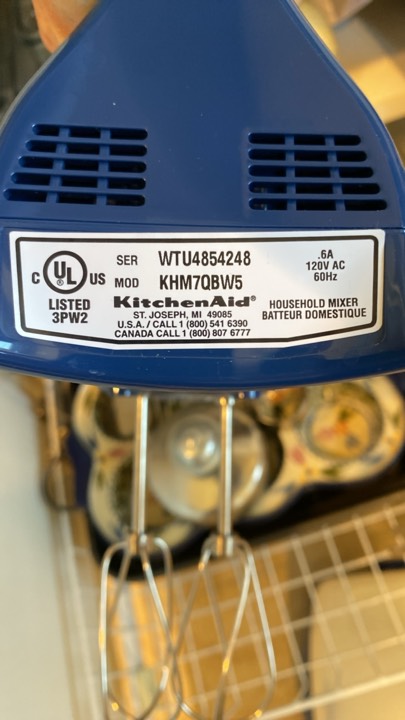 SER WTU4854248
MOD KHM7QBW5
C UL US
LISTED
3PW2
KitchenAid®
ST. JOSEPH, MI 49085
U.S.A. / CALL 1 (800) 541 6390
CANADA CALL 1 (800) 807 6777
.6A
120V AC
60Hz
HOUSEHOLD MIXER
BATTEUR DOMESTIQUE